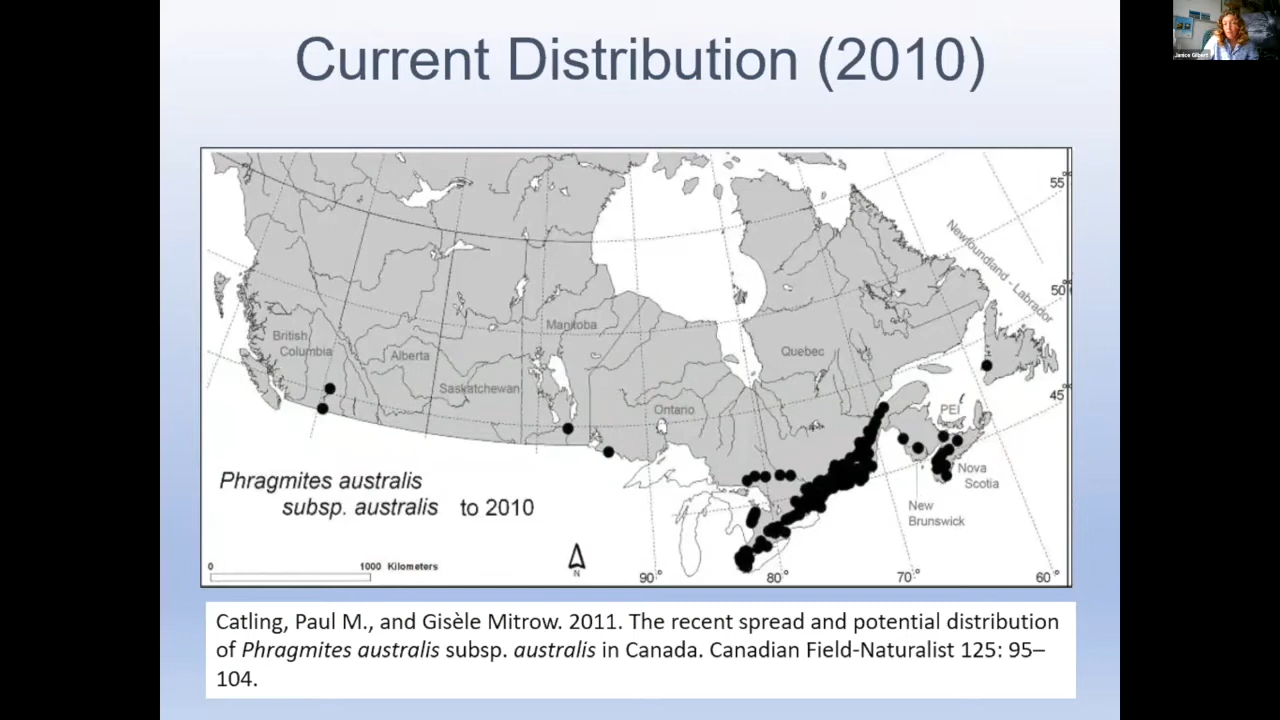 Current Distribution (2010)
Janice Gilbert
55°
Newfoundland - Labrador
50°
British
Columbia
Alberta
Saskatchewan
Manitoba
Ontario
Quebec
45°
PEI
Nova
Scotia
New
Brunswick
Phragmites australis
subsp. australis to 2010
0 1000 Kilometers
N
90°
80°
70°
60°
Catling, Paul M., and Gisèle Mitrow. 2011. The recent spread and potential distribution
of Phragmites australis subsp. australis in Canada. Canadian Field-Naturalist 125: 95–
104.